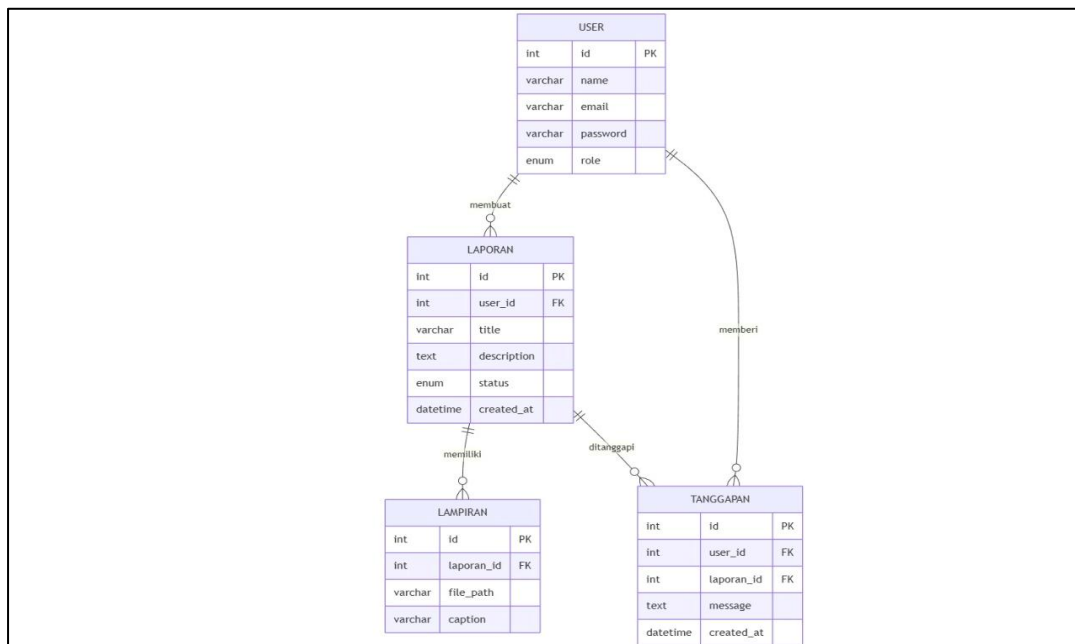 USER
int id PK
varchar name
varchar email
varchar password
enum role
membuat
LAPORAN
int id PK
int user_id FK
varchar title
text description
enum status
datetime created_at
memberi
memiliki
ditanggapi
LAMPIRAN
int id PK
int laporan_id FK
varchar file_path
varchar caption
TANGGAPAN
int id PK
int user_id FK
int laporan_id FK
text message
datetime created_at